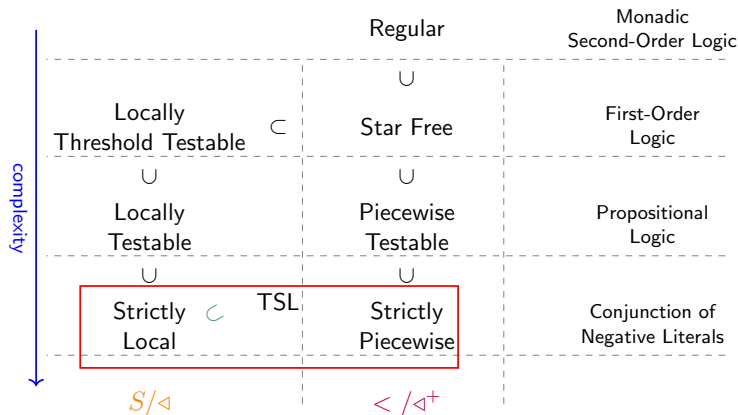 Regular
Monadic
Second-Order Logic
∪
Locally
Threshold Testable
⊂
Star Free
First-Order
Logic
∪
∪
complexity
Locally
Testable
Piecewise
Testable
Propositional
Logic
∪
∪
Strictly
Local
⊂
TSL
Strictly
Piecewise
Conjunction of
Negative Literals
S/◁
< /◁⁺